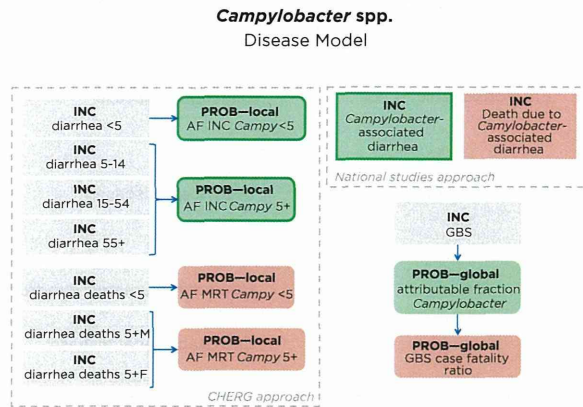 Campylobacter spp.
Disease Model
INC
diarrhea <5
PROB—local
AF INC Campy <5
INC
diarrhea 5-14
INC
diarrhea 15-54
INC
diarrhea 55+
PROB—local
AF INC Campy 5+
INC
diarrhea deaths <5
PROB—local
AF MRT Campy <5
INC
diarrhea deaths 5+M
INC
diarrhea deaths 5+F
PROB—local
AF MRT Campy 5+
CHERG approach
INC
Campylobacter-
associated
diarrhea
INC
Death due to
Camylobacter-
associated
diarrhea
National studies approach
INC
GBS
PROB—global
attributable fraction
Campylobacter
PROB—global
GBS case fatality
ratio